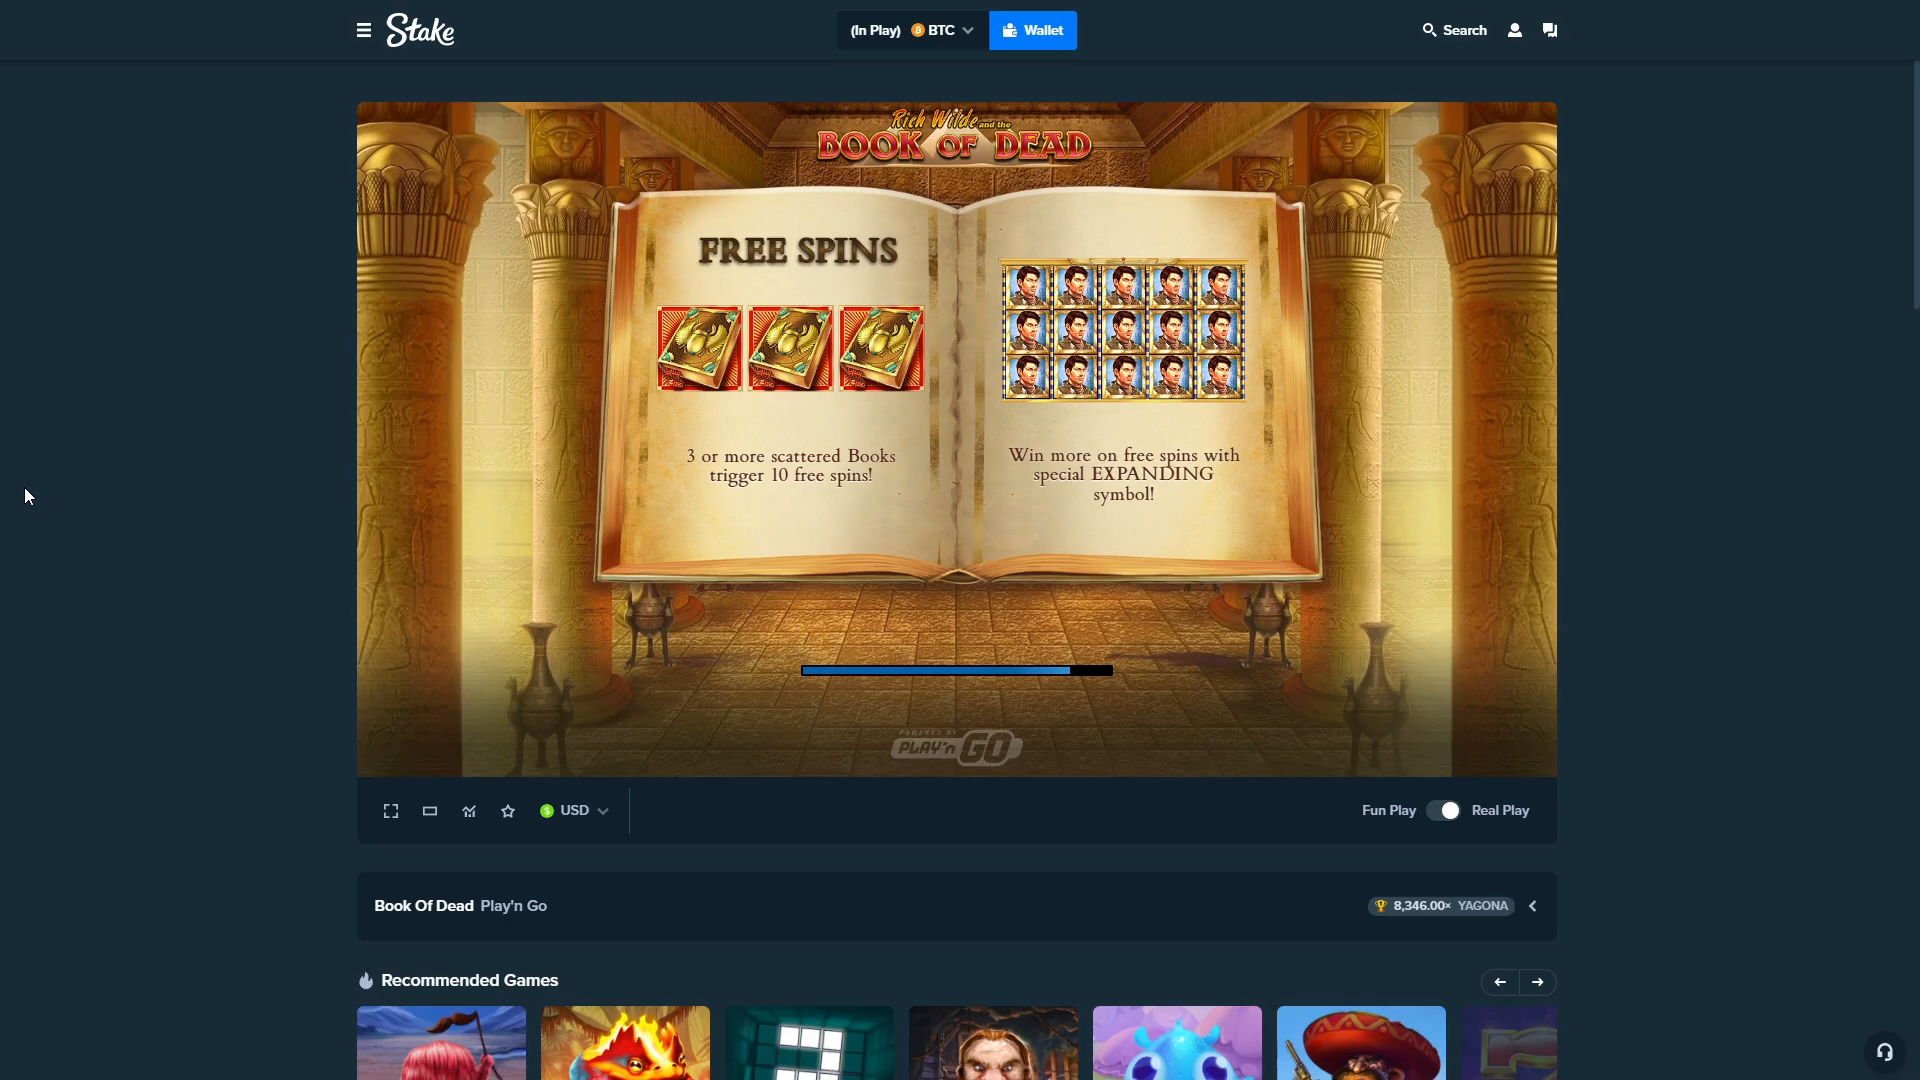 Stake
(In Play) BTC
Wallet
Search
Rich Wilde and the
BOOK OF DEAD
FREE SPINS
3 or more scattered Books
trigger 10 free spins!
Win more on free spins with
special EXPANDING
symbol!
POWERED BY
PLAY'n GO
USD
Fun Play
Real Play
Book Of Dead Play'n Go
8,346.00× YAGONA
Recommended Games